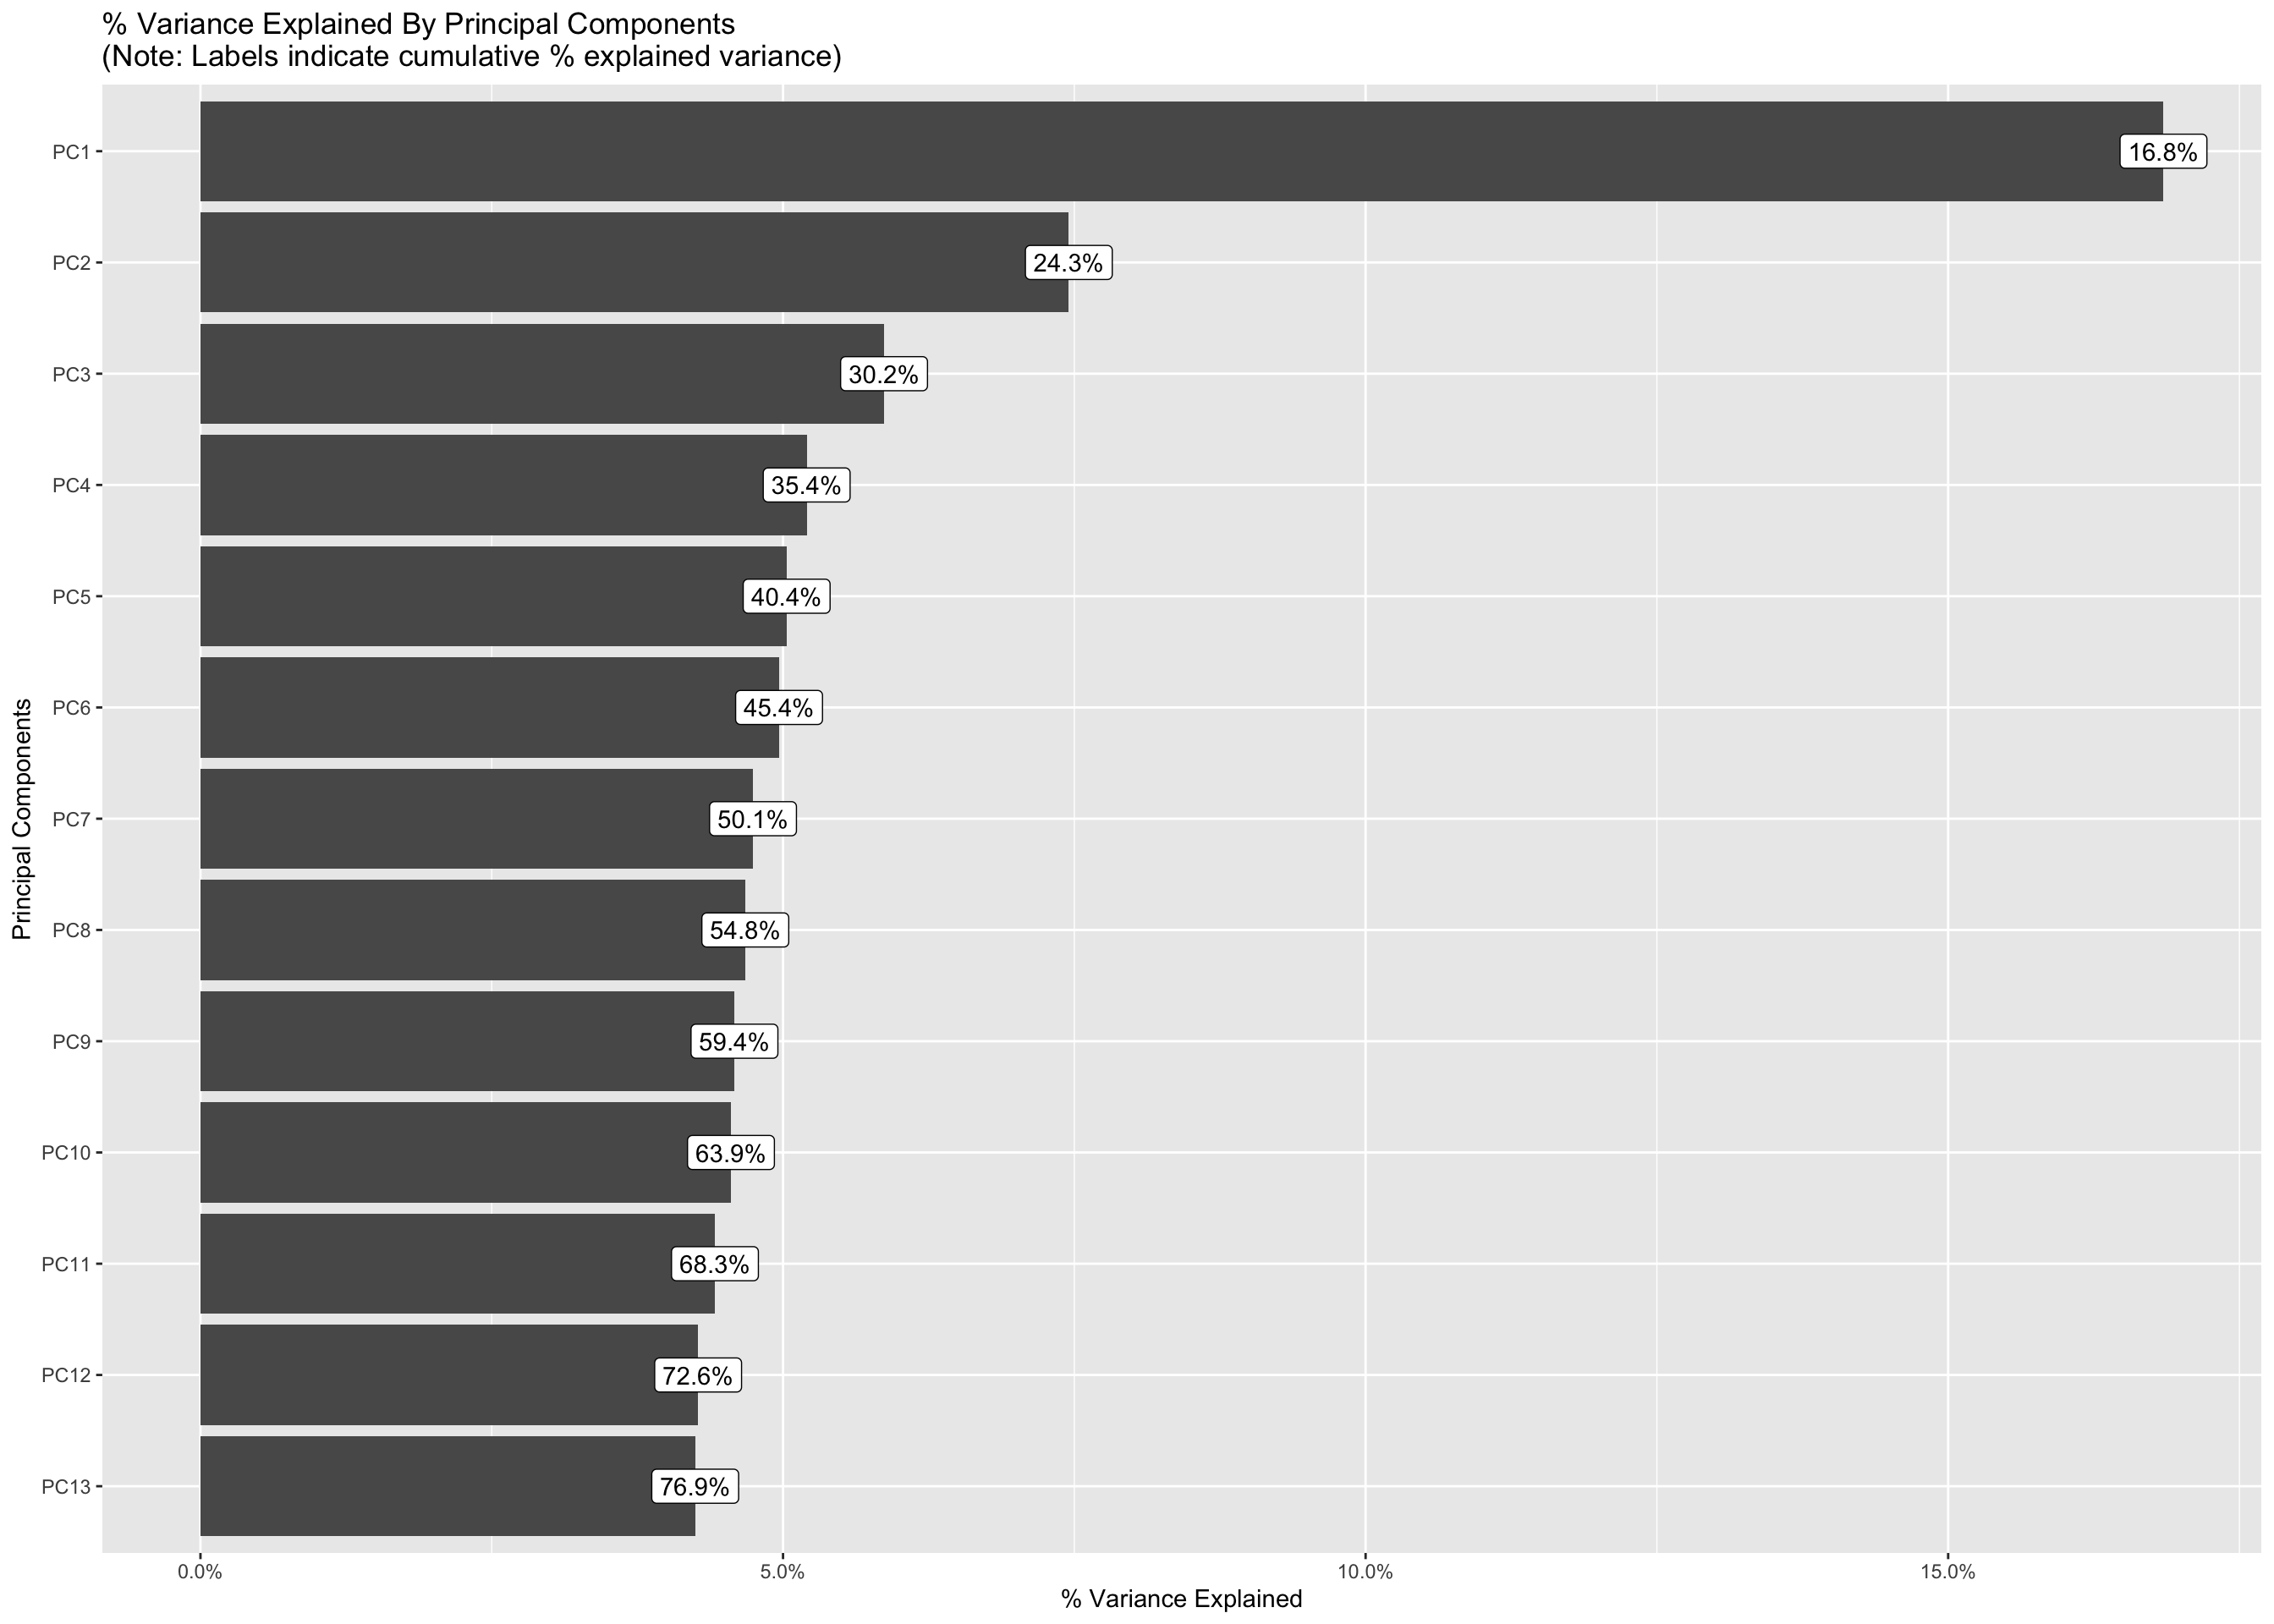 % Variance Explained By Principal Components
(Note: Labels indicate cumulative % explained variance)
Principal Components
PC1 16.8%
PC2 24.3%
PC3 30.2%
PC4 35.4%
PC5 40.4%
PC6 45.4%
PC7 50.1%
PC8 54.8%
PC9 59.4%
PC10 63.9%
PC11 68.3%
PC12 72.6%
PC13 76.9%
0.0% 5.0% 10.0% 15.0%
% Variance Explained